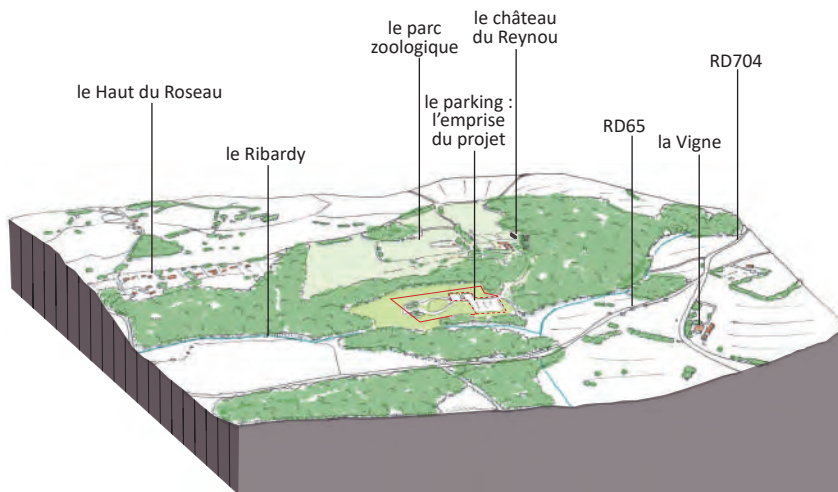 le château
du Reynou
le parc
zoologique
RD704
le Haut du Roseau
le parking :
l'emprise
du projet
RD65
la Vigne
le Ribardy